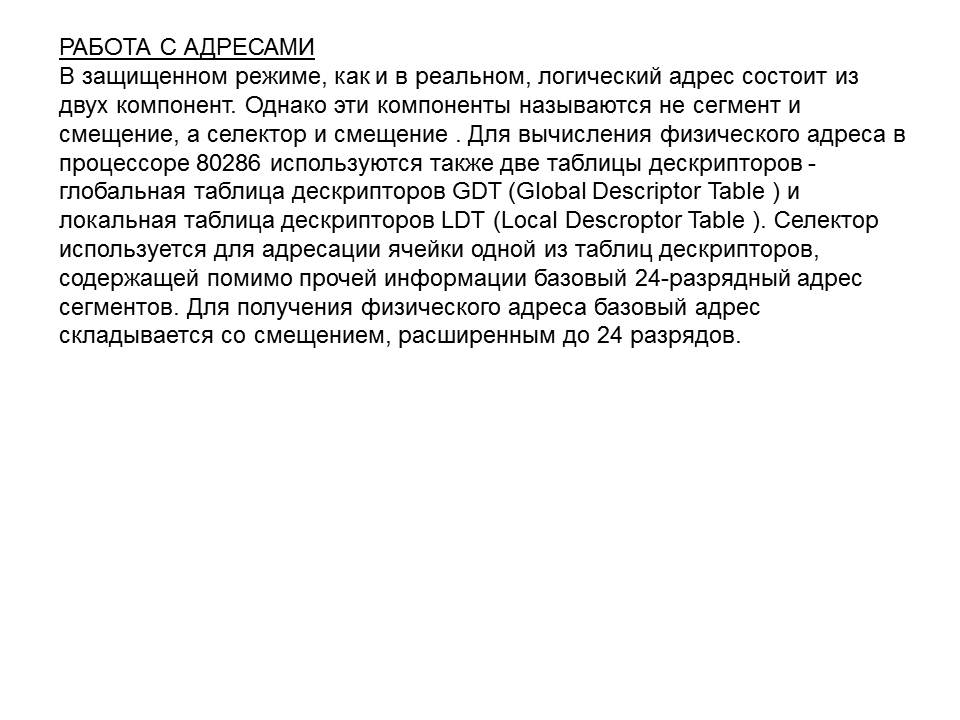 РАБОТА С АДРЕСАМИ
В защищенном режиме, как и в реальном, логический адрес состоит из
двух компонент. Однако эти компоненты называются не сегмент и
смещение, а селектор и смещение . Для вычисления физического адреса в
процессоре 80286 используются также две таблицы дескрипторов -
глобальная таблица дескрипторов GDT (Global Descriptor Table ) и
локальная таблица дескрипторов LDT (Local Descroptor Table ). Селектор
используется для адресации ячейки одной из таблиц дескрипторов,
содержащей помимо прочей информации базовый 24-разрядный адрес
сегментов. Для получения физического адреса базовый адрес
складывается со смещением, расширенным до 24 разрядов.